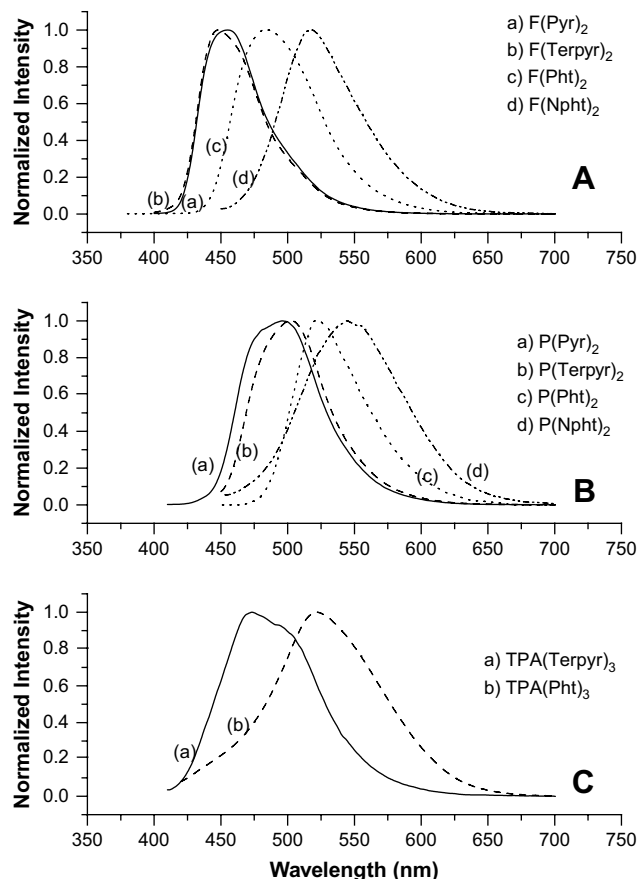 Normalized Intensity
1.0
0.8
0.6
0.4
0.2
0.0
a) F(Pyr)₂
b) F(Terpyr)₂
c) F(Pht)₂
d) F(Npht)₂
(c)
(d)
(b) (a)
A
350 400 450 500 550 600 650 700 750
Normalized Intensity
1.0
0.8
0.6
0.4
0.2
0.0
a) P(Pyr)₂
b) P(Terpyr)₂
c) P(Pht)₂
d) P(Npht)₂
(a) (b) (c) (d)
B
350 400 450 500 550 600 650 700 750
Normalized Intensity
1.0
0.8
0.6
0.4
0.2
0.0
a) TPA(Terpyr)₃
b) TPA(Pht)₃
(a) (b)
C
350 400 450 500 550 600 650 700 750
Wavelength (nm)